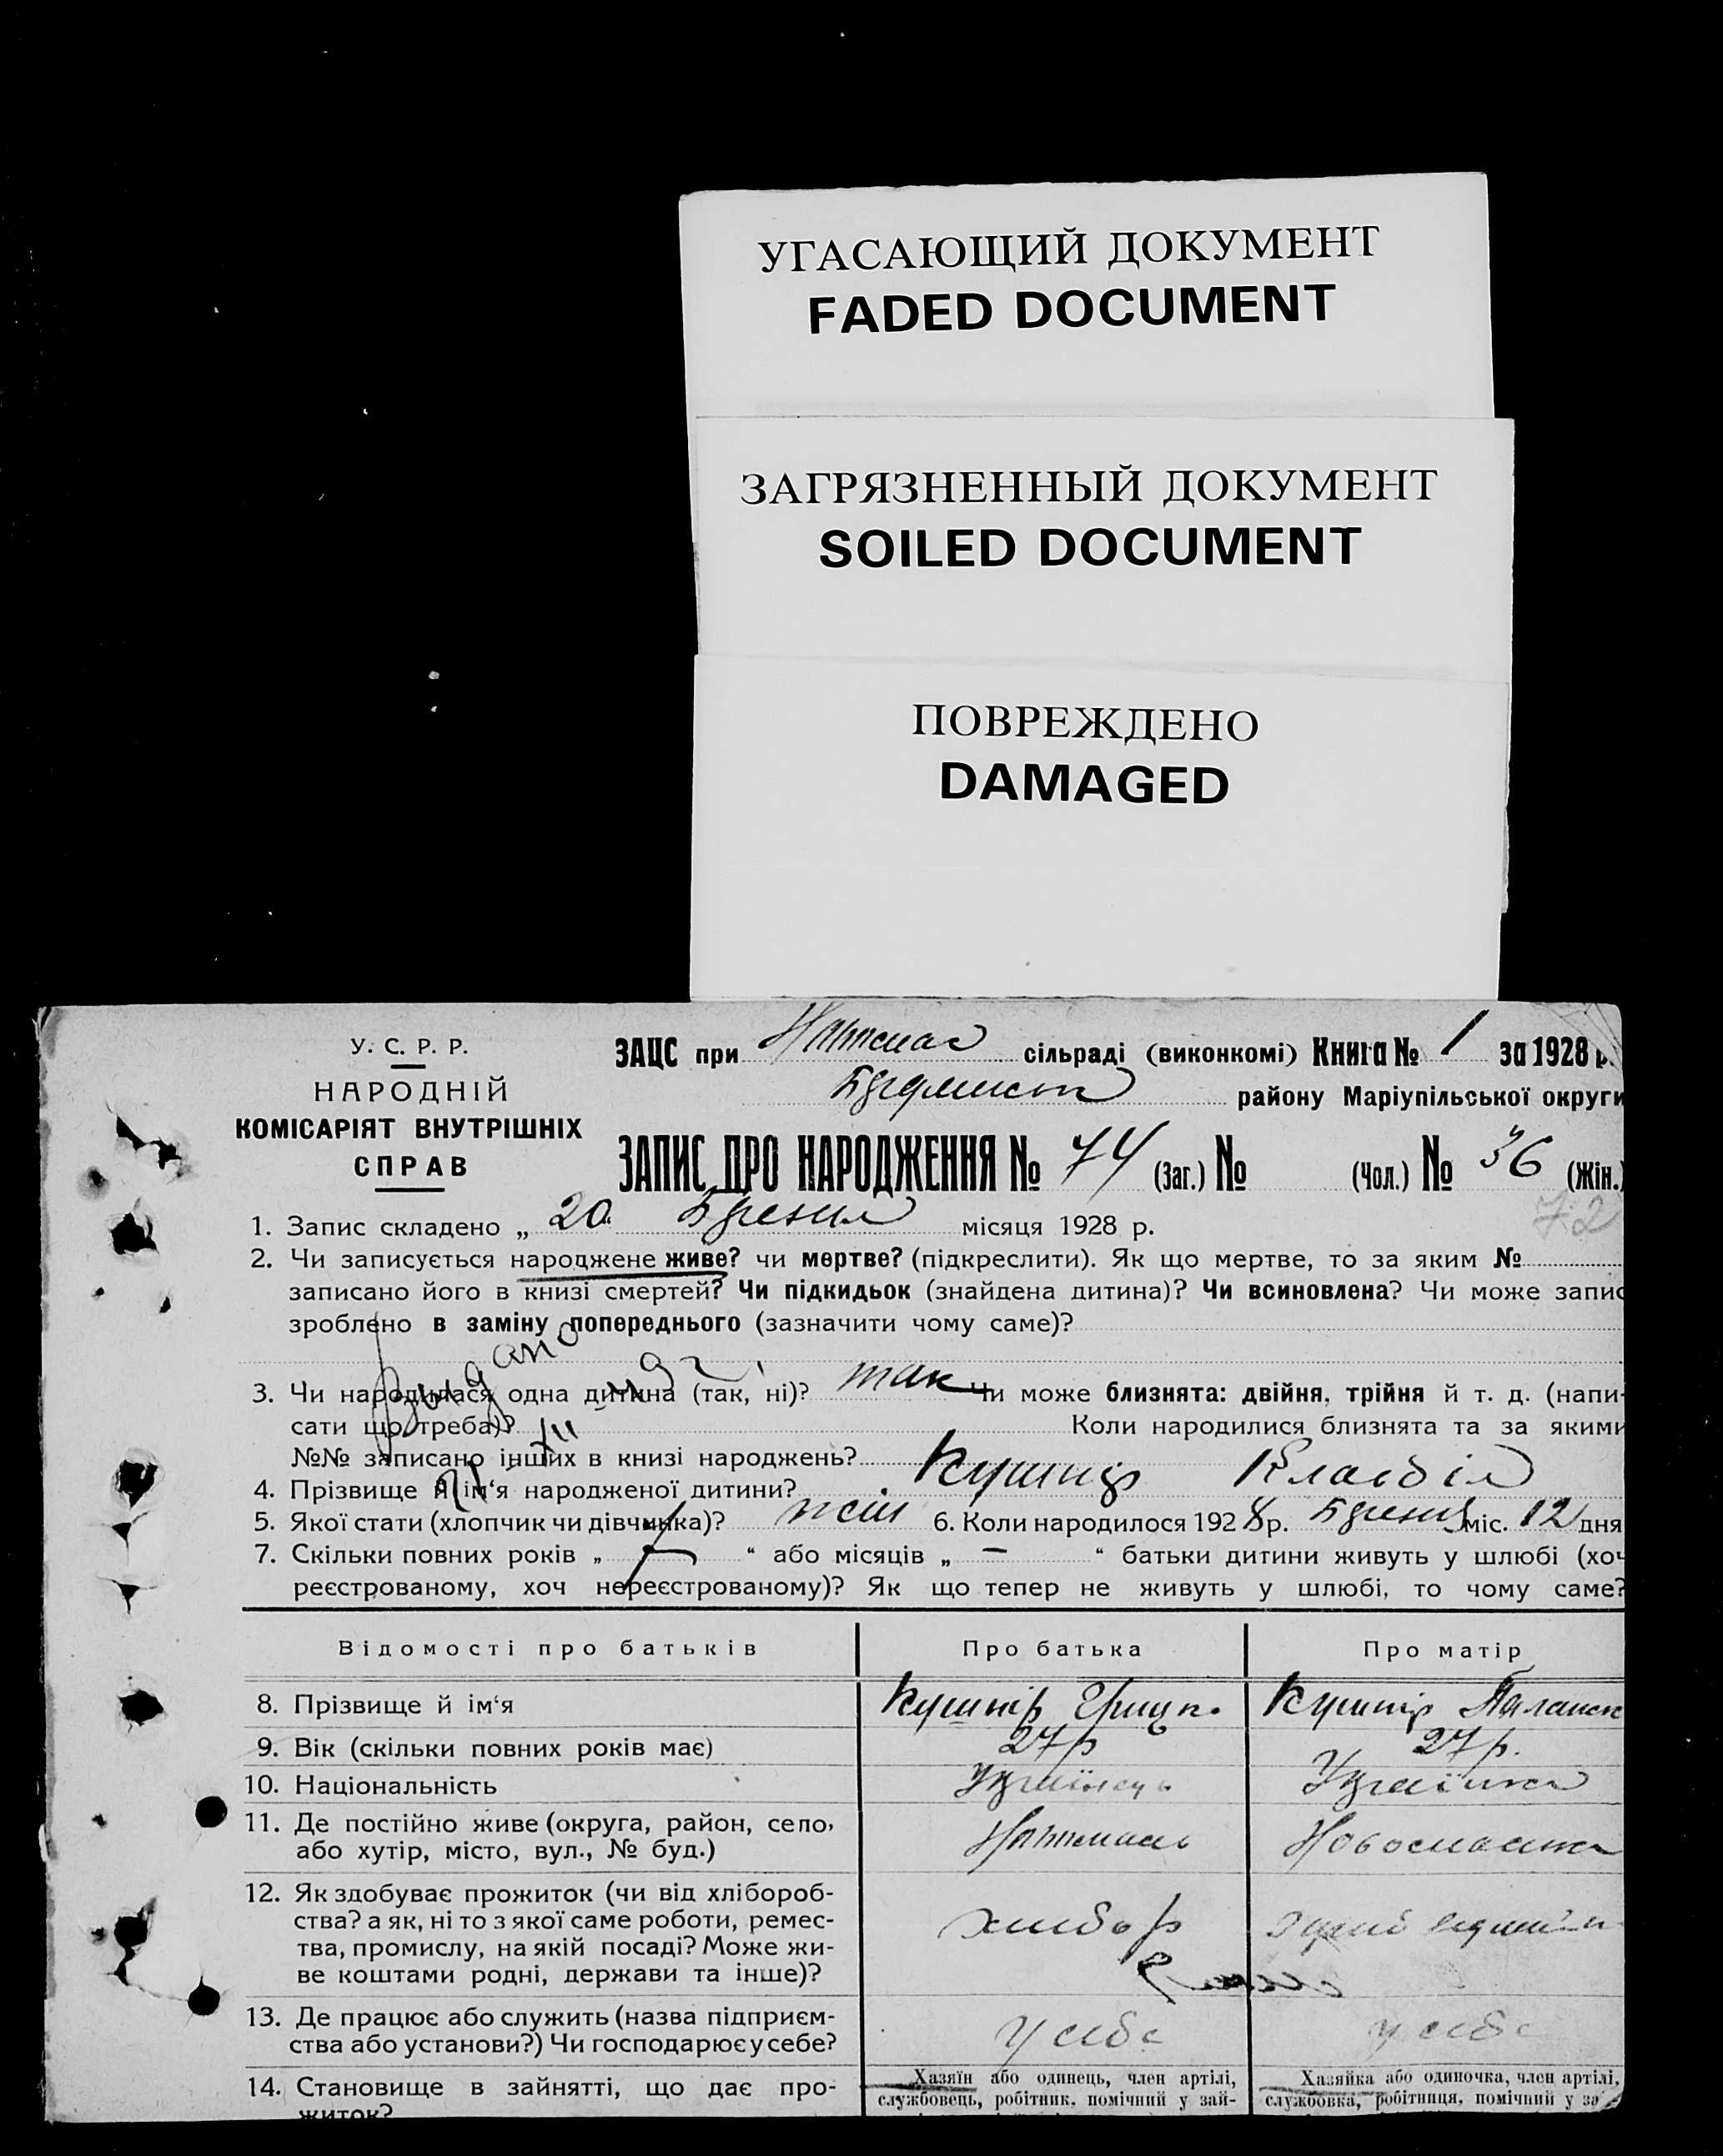 УГАСАЮЩИЙ ДОКУМЕНТ
FADED DOCUMENT
ЗАГРЯЗНЕННЫЙ ДОКУМЕНТ
SOILED DOCUMENT
ПОВРЕЖДЕНО
DAMAGED
У. С. Р. Р.
НАРОДНІЙ
КОМІСАРІЯТ ВНУТРІШНІХ
СПРАВ
ЗАЦС при сільраді (виконкомі) Книга № 1 за 1928 р.
району Маріупільської округи
ЗАПИС ПРО НАРОДЖЕННЯ № 74 (Заг.) № (Чол.) № 36 (Жін.)
72
1. Запис складено „ 20 місяця 1928 р.
2. Чи записується народжене живе? чи мертве? (підкреслити). Як що мертве, то за яким №
записано його в книзі смертей? Чи підкидьок (знайдена дитина)? Чи всиновлена? Чи може запис
зроблено в заміну попереднього (зазначити чому саме)?
3. Чи народилася одна дитина (так, ні)? так Чи може близнята: двійня, трійня й т. д. (напи-
сати що треба)? Коли народилися близнята та за якими
№№ записано інших в книзі народжень?
4. Прізвище й ім‘я народженої дитини? Кушнір Клавдія
5. Якої стати (хлопчик чи дівчинка)? жін 6. Коли народилося 1928 р. міс. 12 дня
7. Скільки повних років „ 7 “ або місяців „ — “ батьки дитини живуть у шлюбі (хоч
реєстрованому, хоч нереєстрованому)? Як що тепер не живуть у шлюбі, то чому саме?
Відомості про батьків Про батька Про матір
8. Прізвище й ім‘я Кушнір Грицк. Кушнір
9. Вік (скільки повних років має) 27 р 27 р.
10. Національність Українець Українка
11. Де постійно живе (округа, район, село,
або хутір, місто, вул., № буд.)
12. Як здобуває прожиток (чи від хлібороб-
ства? а як, ні то з якої саме роботи, ремес-
тва, промислу, на якій посаді? Може жи-
ве коштами родні, держави та інше)?
хлібор
13. Де працює або служить (назва підприєм-
ства або установи?) Чи господарює у себе?
у себе у себе
14. Становище в зайнятті, що дає про-
житок?
Хазяїн або одинець, член артілі,
службовець, робітник, помічний у зай-
Хазяйка або одиночка, член артілі,
службовка, робітниця, помічний у за